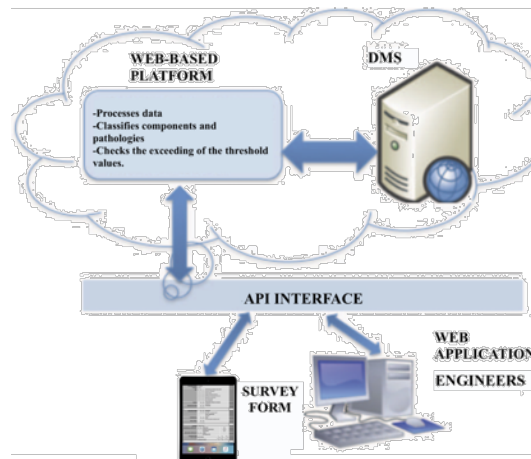 WEB-BASED
PLATFORM
DMS
-Processes data
-Classifies components and
pathologies
-Checks the exceeding of the threshold
values.
API INTERFACE
SURVEY
FORM
WEB
APPLICATION
ENGINEERS